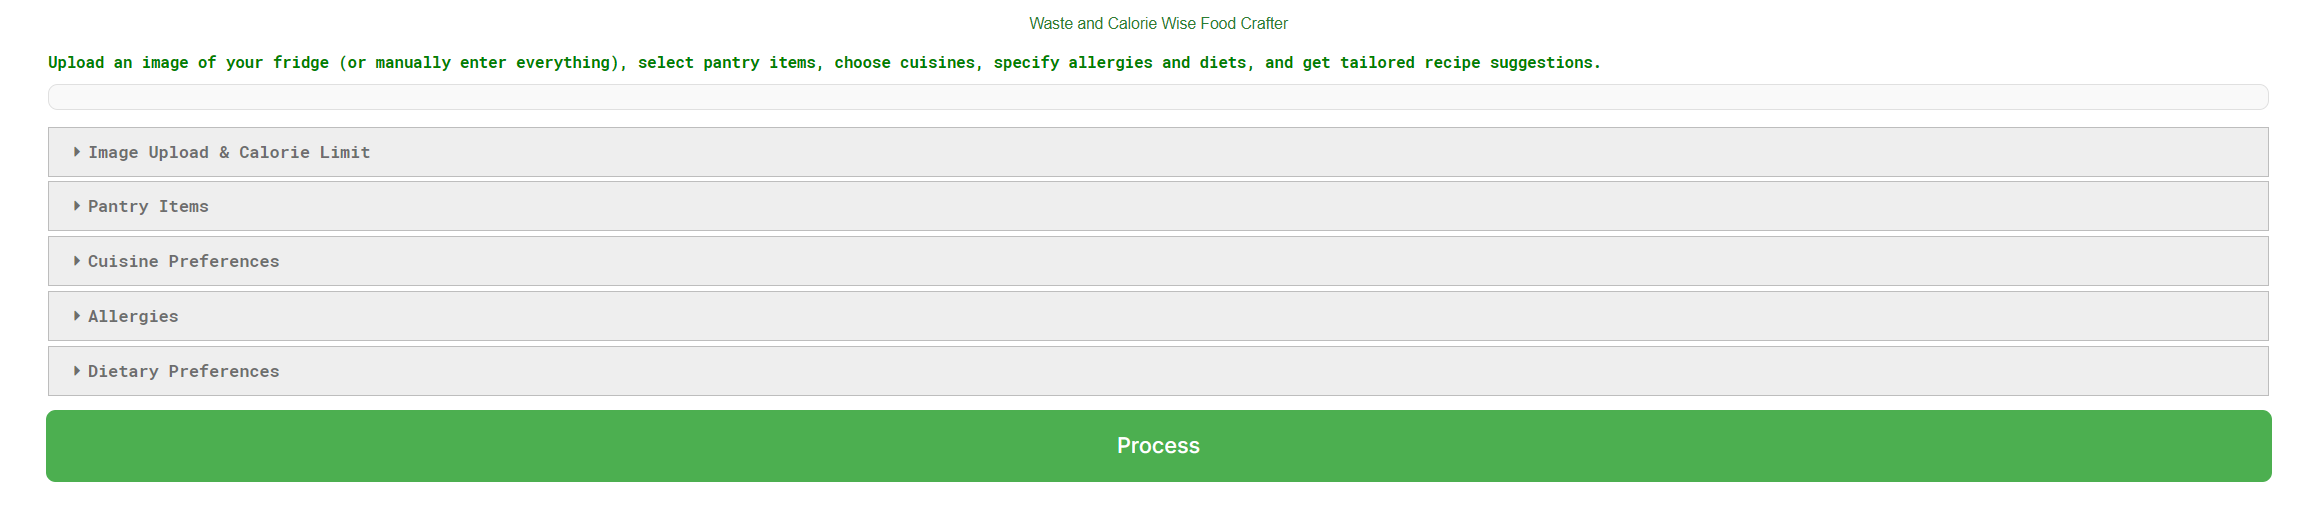 Waste and Calorie Wise Food Crafter
Upload an image of your fridge (or manually enter everything), select pantry items, choose cuisines, specify allergies and diets, and get tailored recipe suggestions.
Image Upload & Calorie Limit
Pantry Items
Cuisine Preferences
Allergies
Dietary Preferences
Process